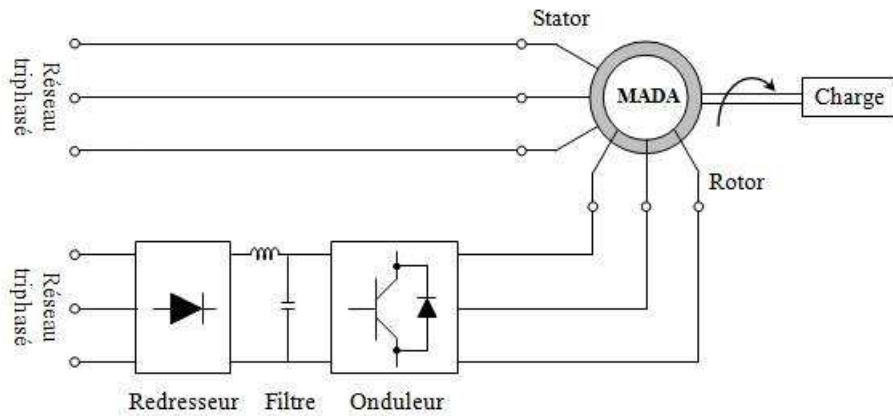 Stator
Réseau
triphasé
MADA
Charge
Rotor
Réseau
triphasé
Redresseur
Filtre
Onduleur